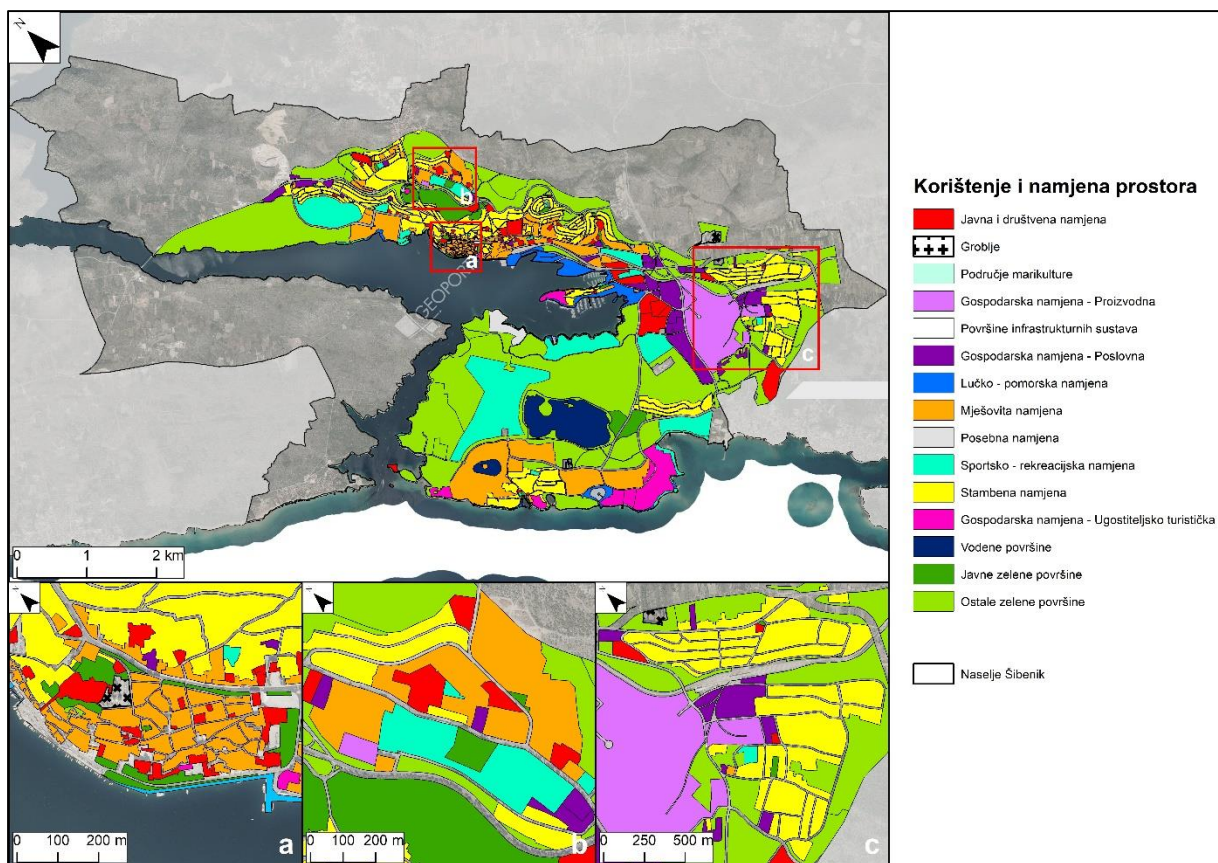 N
GEOPOR
b
a
c
0 1 2 km
0 100 200 m
a
0 100 200 m
b
0 250 500 m
c
Korištenje i namjena prostora
Javna i društvena namjena
Groblje
Područje marikulture
Gospodarska namjena - Proizvodna
Površine infrastrukturnih sustava
Gospodarska namjena - Poslovna
Lučko - pomorska namjena
Mješovita namjena
Posebna namjena
Sportsko - rekreacijska namjena
Stambena namjena
Gospodarska namjena - Ugostiteljsko turistička
Vodene površine
Javne zelene površine
Ostale zelene površine
Naselje Šibenik